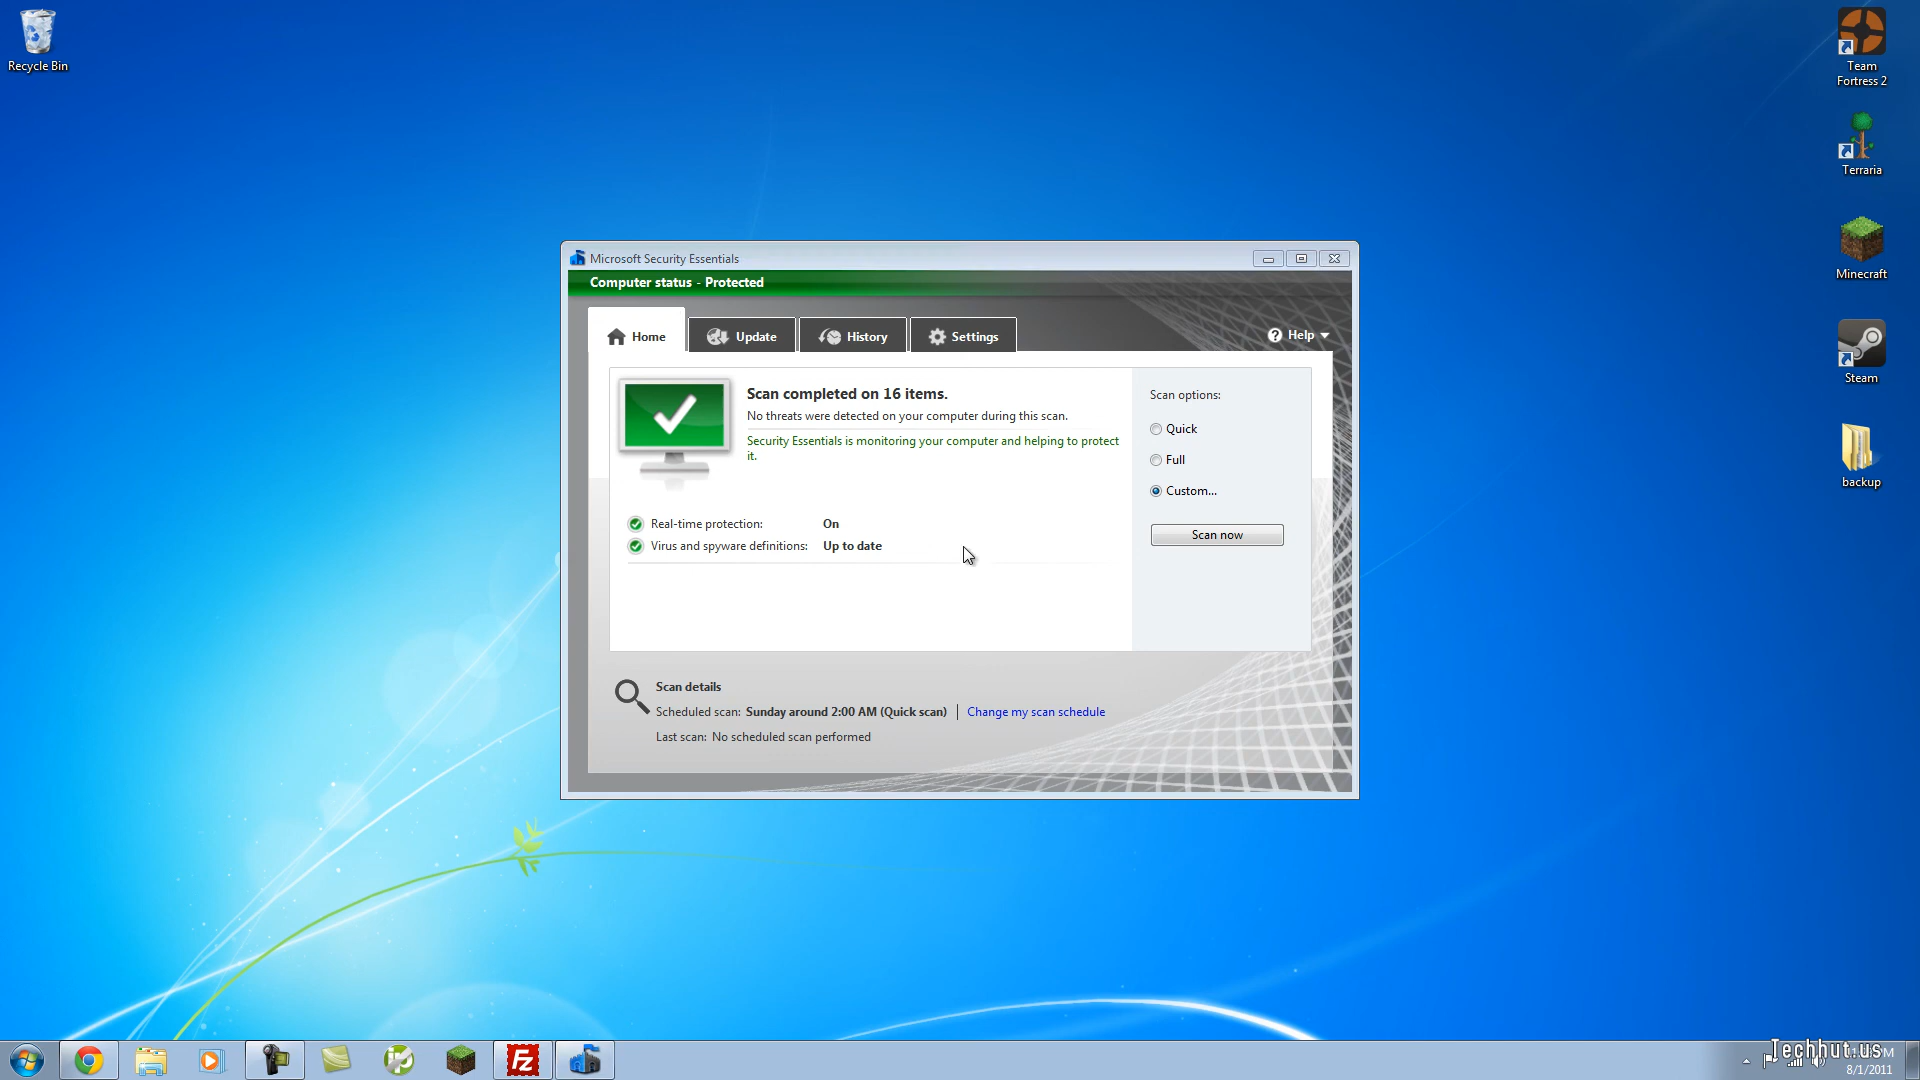 Recycle Bin
Team
Fortress 2
Terraria
Minecraft
Steam
backup
Microsoft Security Essentials
Computer status - Protected
Home
Update
History
Settings
Help
Scan completed on 16 items.
No threats were detected on your computer during this scan.
Security Essentials is monitoring your computer and helping to protect
it.
Real-time protection: On
Virus and spyware definitions: Up to date
Scan options:
Quick
Full
Custom...
Scan now
Scan details
Scheduled scan: Sunday around 2:00 AM (Quick scan) | Change my scan schedule
Last scan: No scheduled scan performed
Fz
Techhut.us
8/1/2011